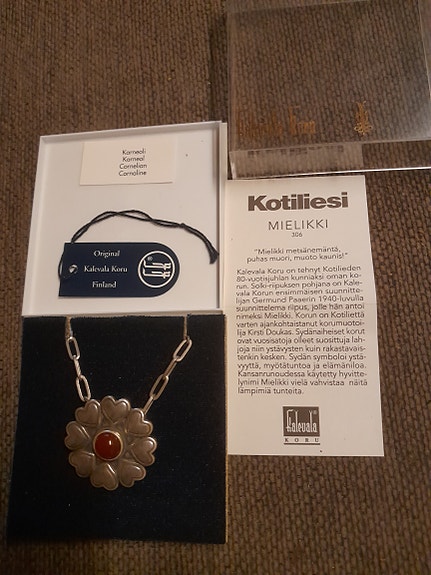 Karneoli
Korneal
Cornelian
Cornaline
Original
Kalevala Koru
Finland
Kotiliesi
MIELIKKI
306
"Mielikki metsänemäntä,
puhas muori, muoto kaunis!"
Kalevala Koru on tehnyt Kotilieden
80-vuotisjuhlan kunniaksi oman ko-
run. Solki-riipuksen pohjana on Kale-
vala Korun ensimmäisen suunnitte-
lijan Germund Paaerin 1940-luvulla
suunnittelema riipus, jolle hän antoi
nimeksi Mielikki. Korun on Kotiliettä
varten ajankohtaistanut korumuotoi-
lija Kirsti Doukas. Sydänaiheiset korut
ovat vuosisatoja olleet suosittuja lah-
joja niin ystävysten kuin rakastavais-
tenkin kesken. Sydän symboloi ystä-
vyyttä, myötätuntoa ja elämäniloa.
Kansanrunoudessa käytetty hyvitte-
lynimi Mielikki vielä vahvistaa näitä
lämpimiä tunteita.
Kalevala
KORU